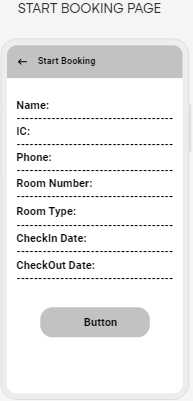 START BOOKING PAGE
Start Booking
Name:
IC:
Phone:
Room Number:
Room Type:
CheckIn Date:
CheckOut Date:
Button